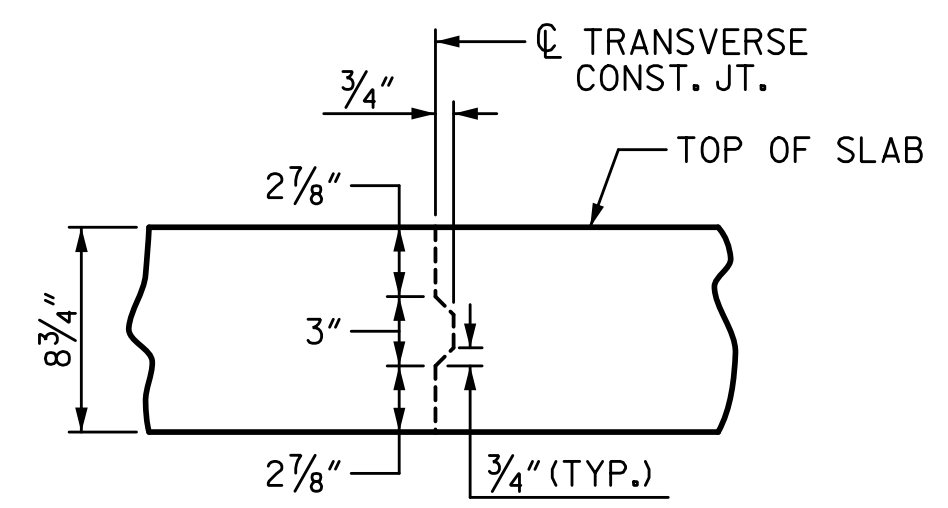 ℄ TRANSVERSE
CONST. JT.
3/4"
TOP OF SLAB
2 7/8"
8 3/4"
3"
2 7/8"
3/4" (TYP.)